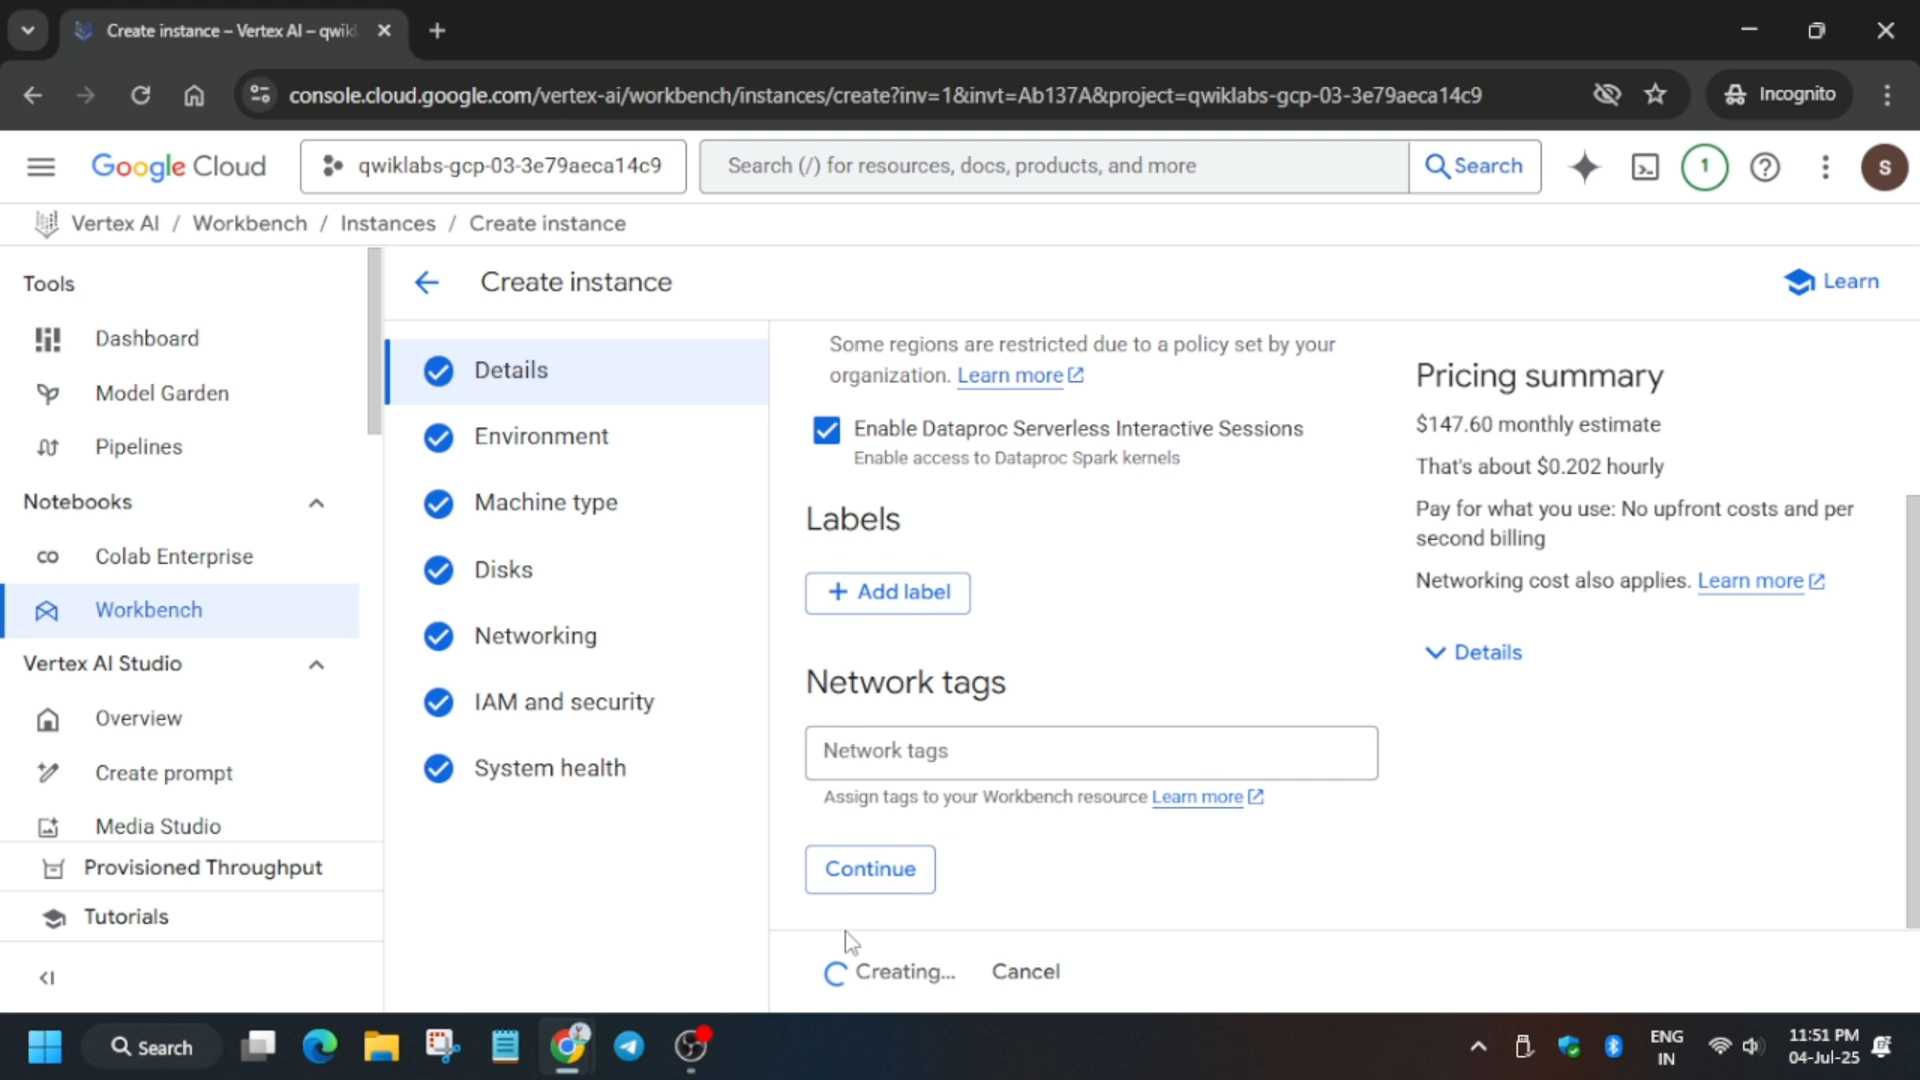 Create instance – Vertex AI – qwikl
console.cloud.google.com/vertex-ai/workbench/instances/create?inv=1&invt=Ab137A&project=qwiklabs-gcp-03-3e79aeca14c9
Incognito
Google Cloud
qwiklabs-gcp-03-3e79aeca14c9
Search (/) for resources, docs, products, and more
Search
1
S
Vertex AI / Workbench / Instances / Create instance
Tools
Dashboard
Model Garden
Pipelines
Notebooks
Colab Enterprise
Workbench
Vertex AI Studio
Overview
Create prompt
Media Studio
Provisioned Throughput
Tutorials
Create instance
Learn
Details
Environment
Machine type
Disks
Networking
IAM and security
System health
Some regions are restricted due to a policy set by your
organization. Learn more
Enable Dataproc Serverless Interactive Sessions
Enable access to Dataproc Spark kernels
Labels
+ Add label
Network tags
Network tags
Assign tags to your Workbench resource Learn more
Continue
Creating...
Cancel
Pricing summary
$147.60 monthly estimate
That's about $0.202 hourly
Pay for what you use: No upfront costs and per
second billing
Networking cost also applies. Learn more
Details
Search
ENG
IN
11:51 PM
04-Jul-25